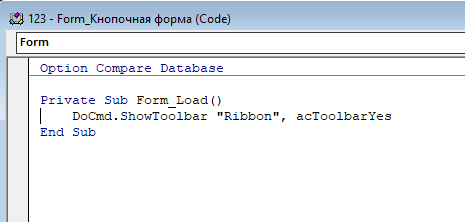 123 - Form_Кнопочная форма (Code)
Form
Option Compare Database
Private Sub Form_Load()
DoCmd.ShowToolbar "Ribbon", acToolbarYes
End Sub